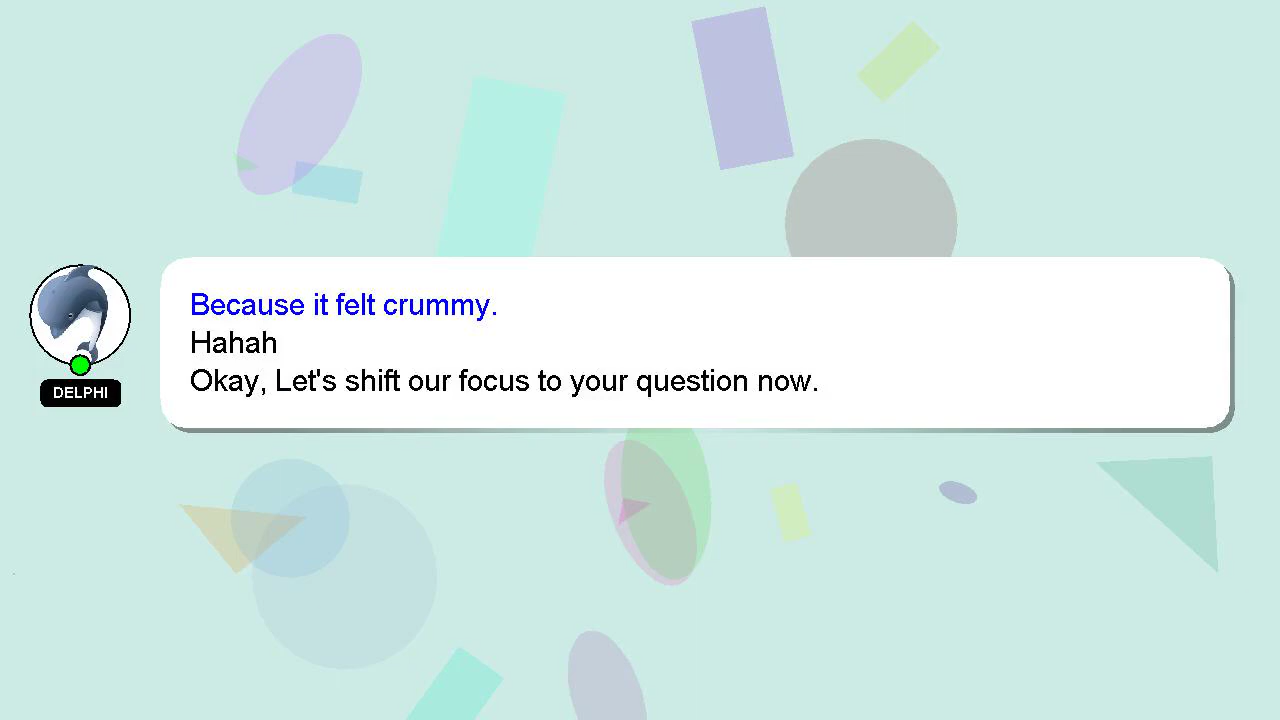 Because it felt crummy.
Hahah
Okay, Let's shift our focus to your question now.
DELPHI